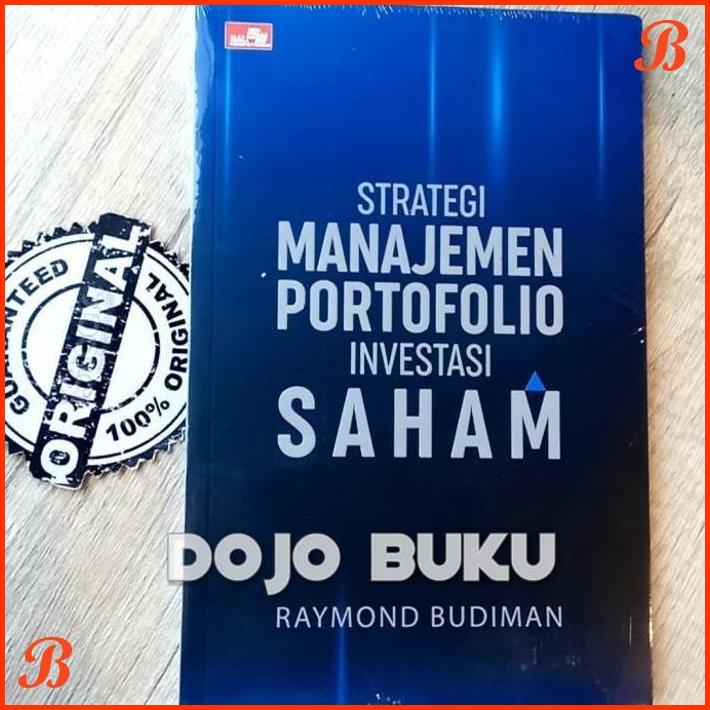 B
STRATEGI
MANAJEMEN
PORTOFOLIO
INVESTASI
SAHAM
GUARANTEED
ORIGINAL
100% ORIGINAL
DOJO BUKU
RAYMOND BUDIMAN
B